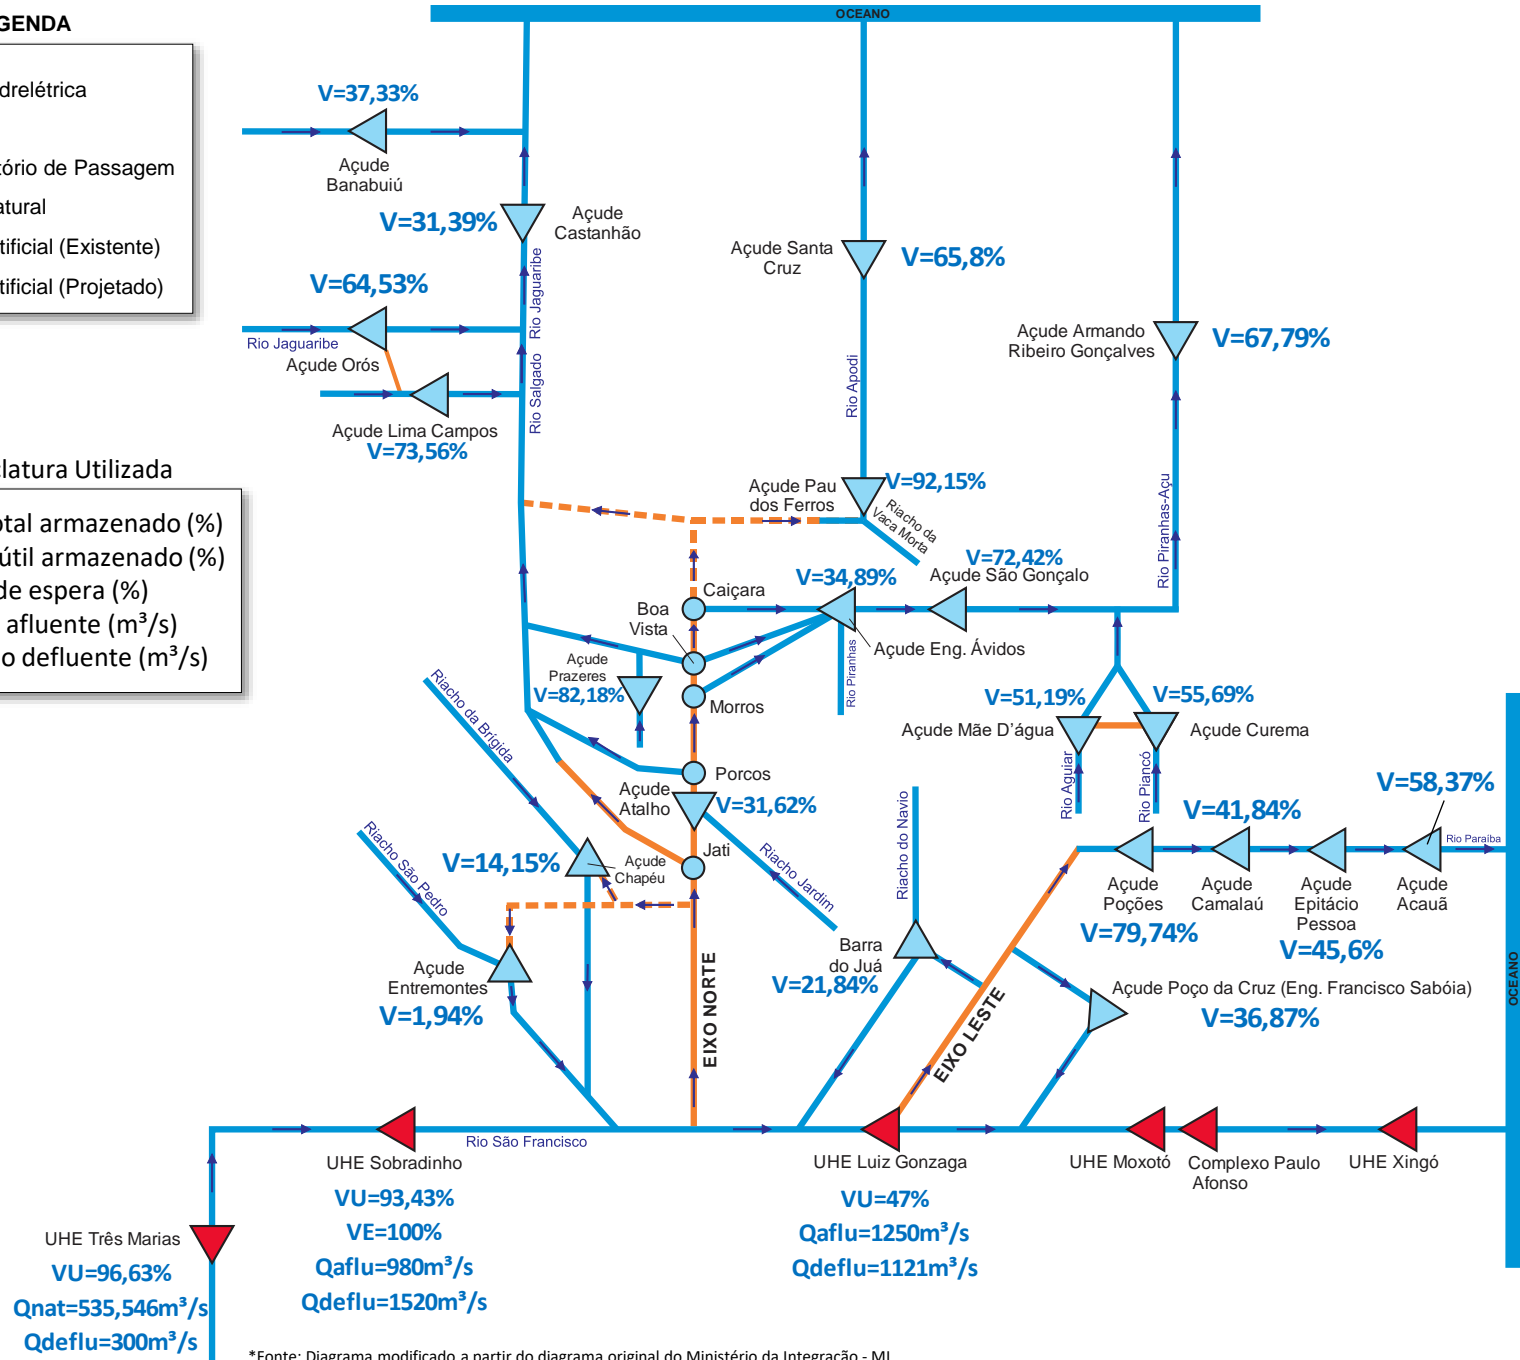 OCEANO
GENDA
drelétrica
tório de Passagem
atural
tificial (Existente)
tificial (Projetado)
V=37,33%
Açude
Banabuiú
V=31,39%
Açude
Castanhão
Rio Jaguaribe
V=64,53%
Rio Jaguaribe
Açude Orós
Rio Salgado
Açude Lima Campos
V=73,56%
Açude Santa
Cruz
V=65,8%
Rio Apodi
Açude Armando
Ribeiro Gonçalves
V=67,79%
Rio Piranhas-Açu
clatura Utilizada
otal armazenado (%)
útil armazenado (%)
de espera (%)
afluente (m³/s)
o defluente (m³/s)
Açude Pau
dos Ferros
V=92,15%
Riacho da
Vaca Morta
V=72,42%
Açude São Gonçalo
V=34,89%
Caiçara
Boa
Vista
Açude Eng. Ávidos
Rio Piranhas
Açude
Prazeres
V=82,18%
Morros
Riacho da Brígida
Porcos
Açude
Atalho
V=31,62%
V=51,19%
V=55,69%
Açude Mãe D'água
Açude Curema
Rio Aguiar
Rio Piancó
V=58,37%
V=41,84%
Rio Paraíba
Riacho São Pedro
V=14,15%
Açude
Chapéu
Jati
Riacho Jardim
Riacho do Navio
Açude
Poções
V=79,74%
Açude
Camalaú
Açude
Epitácio
Pessoa
V=45,6%
Açude
Acauã
Açude
Entremontes
V=1,94%
Barra
do Juá
V=21,84%
Açude Poço da Cruz (Eng. Francisco Sabóia)
V=36,87%
OCEANO
EIXO NORTE
EIXO LESTE
Rio São Francisco
UHE Sobradinho
VU=93,43%
VE=100%
Qaflu=980m³/s
Qdeflu=1520m³/s
UHE Luiz Gonzaga
VU=47%
Qaflu=1250m³/s
Qdeflu=1121m³/s
UHE Moxotó
Complexo Paulo
Afonso
UHE Xingó
UHE Três Marias
VU=96,63%
Qnat=535,546m³/s
Qdeflu=300m³/s
*Fonte: Diagrama modificado a partir do diagrama original do Ministério da Integração - MI